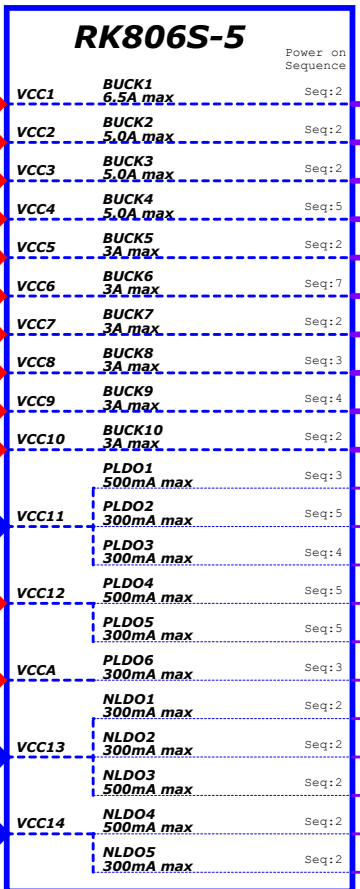 RK806S-5
Power on
Sequence
VCC1 BUCK1 Seq:2
6.5A max
VCC2 BUCK2 Seq:2
5.0A max
VCC3 BUCK3 Seq:2
5.0A max
VCC4 BUCK4 Seq:5
5.0A max
VCC5 BUCK5 Seq:2
3A max
VCC6 BUCK6 Seq:7
3A max
VCC7 BUCK7 Seq:2
3A max
VCC8 BUCK8 Seq:3
3A max
VCC9 BUCK9 Seq:4
3A max
VCC10 BUCK10 Seq:2
3A max
PLDO1 Seq:3
500mA max
VCC11 PLDO2 Seq:5
300mA max
PLDO3 Seq:4
300mA max
VCC12 PLDO4 Seq:5
500mA max
PLDO5 Seq:5
300mA max
VCCA PLDO6 Seq:3
300mA max
NLDO1 Seq:2
300mA max
VCC13 NLDO2 Seq:2
300mA max
NLDO3 Seq:2
500mA max
VCC14 NLDO4 Seq:2
500mA max
NLDO5 Seq:2
300mA max